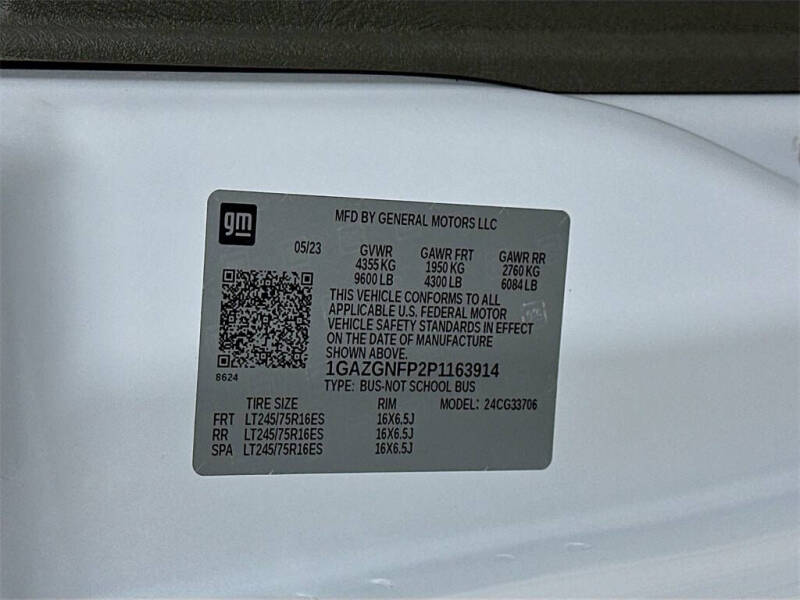 gm
MFD BY GENERAL MOTORS LLC
05/23 GVWR GAWR FRT GAWR RR
4355 KG 1950 KG 2760 KG
9600 LB 4300 LB 6084 LB
THIS VEHICLE CONFORMS TO ALL
APPLICABLE U.S. FEDERAL MOTOR
VEHICLE SAFETY STANDARDS IN EFFECT
ON THE DATE OF MANUFACTURE
SHOWN ABOVE.
1GAZGNFP2P1163914
8624
TYPE: BUS-NOT SCHOOL BUS
TIRE SIZE RIM MODEL: 24CG33706
FRT LT245/75R16ES 16X6.5J
RR LT245/75R16ES 16X6.5J
SPA LT245/75R16ES 16X6.5J